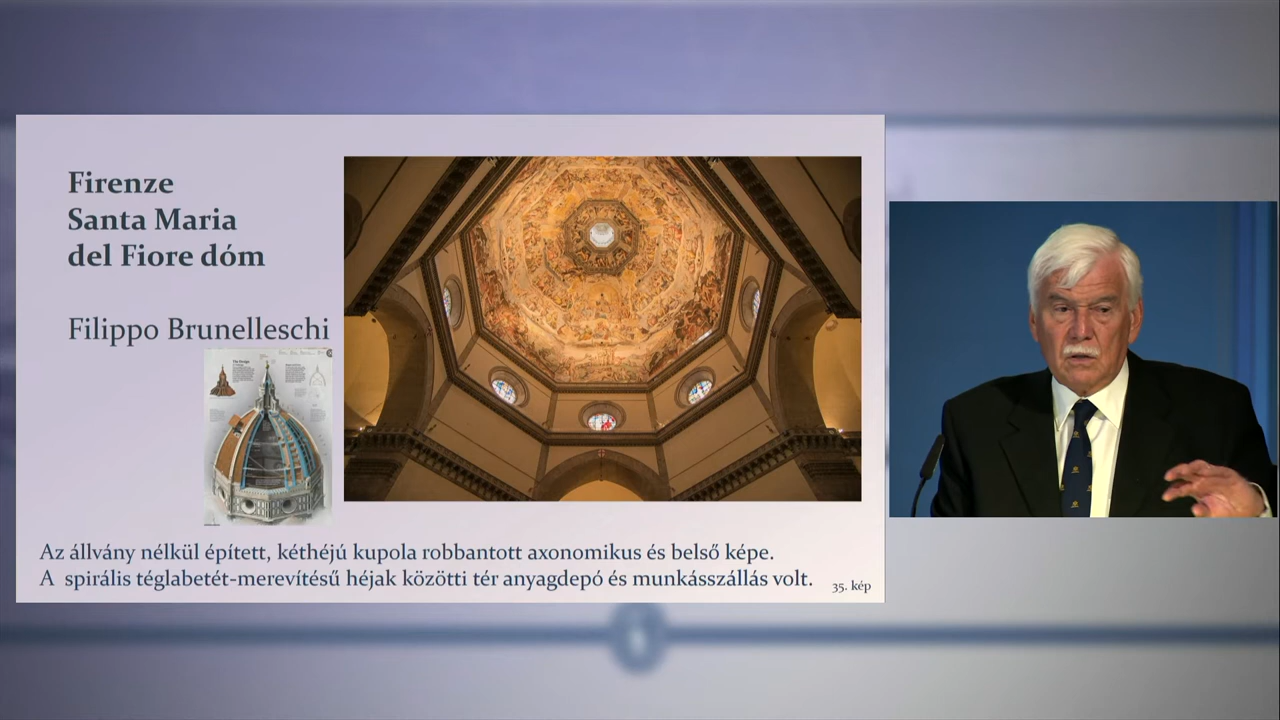 Firenze
Santa Maria
del Fiore dóm
Filippo Brunelleschi
Az állvány nélkül épített, kéthéjú kupola robbantott axonomikus és belső képe.
A spirális téglabetét-merevítésű héjak közötti tér anyagdepó és munkásszállás volt.
35. kép